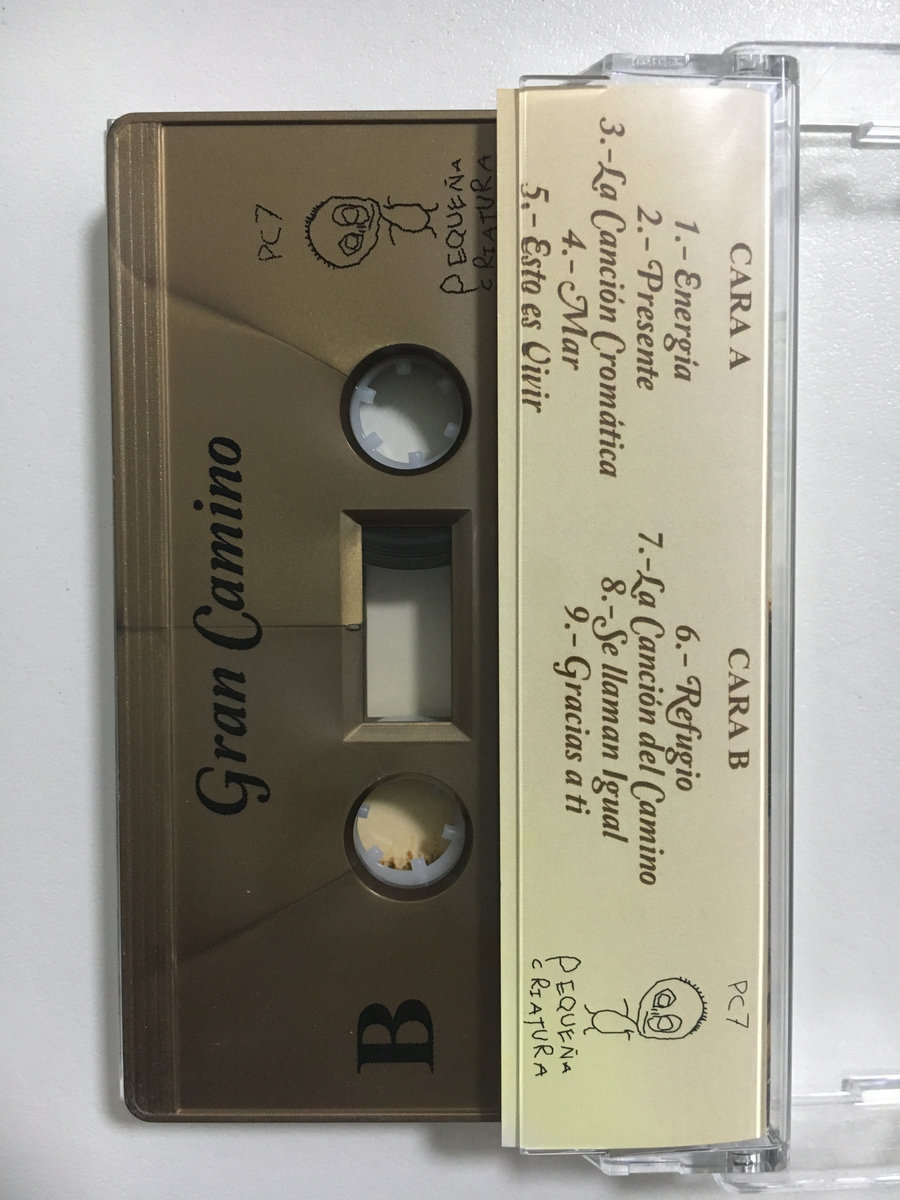 PC7
PEQUEÑA
CRIATURA
Gran Camino
B
CARA A
1.- Energía
2.- Presente
3.-La Canción Cromática
4.- Mar
5.- Esto es Vivir
CARA B
6.- Refugio
7.-La Canción del Camino
8.-Se llaman Igual
9.- Gracias a ti
PC7
PEQUEÑA
CRIATURA